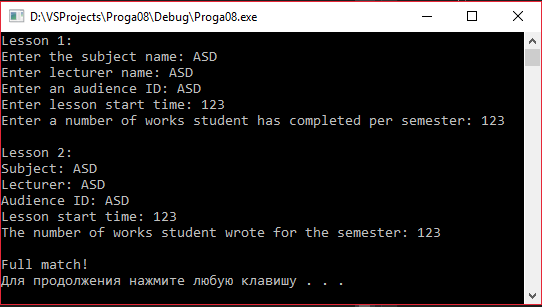 D:\VSProjects\Proga08\Debug\Proga08.exe
Lesson 1:
Enter the subject name: ASD
Enter lecturer name: ASD
Enter an audience ID: ASD
Enter lesson start time: 123
Enter a number of works student has completed per semester: 123
Lesson 2:
Subject: ASD
Lecturer: ASD
Audience ID: ASD
Lesson start time: 123
The number of works student wrote for the semester: 123
Full match!
Для продолжения нажмите любую клавишу . . .